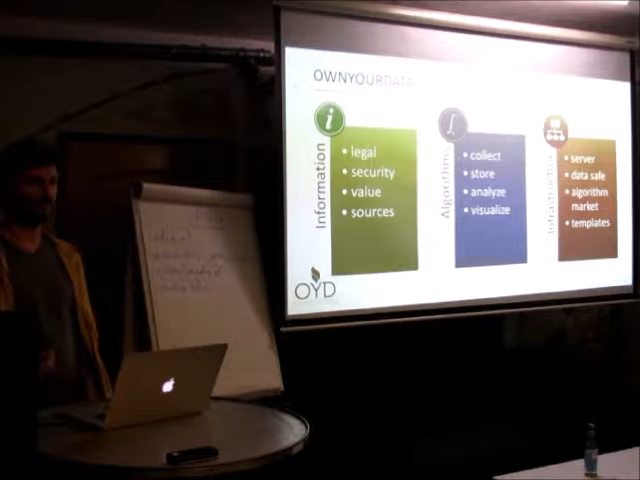 OWNYOURDATA
Information
• legal
• security
• value
• sources
Algorithms
• collect
• store
• analyze
• visualize
Infrastructure
• server
• data safe
• algorithm
market
• templates
OYD